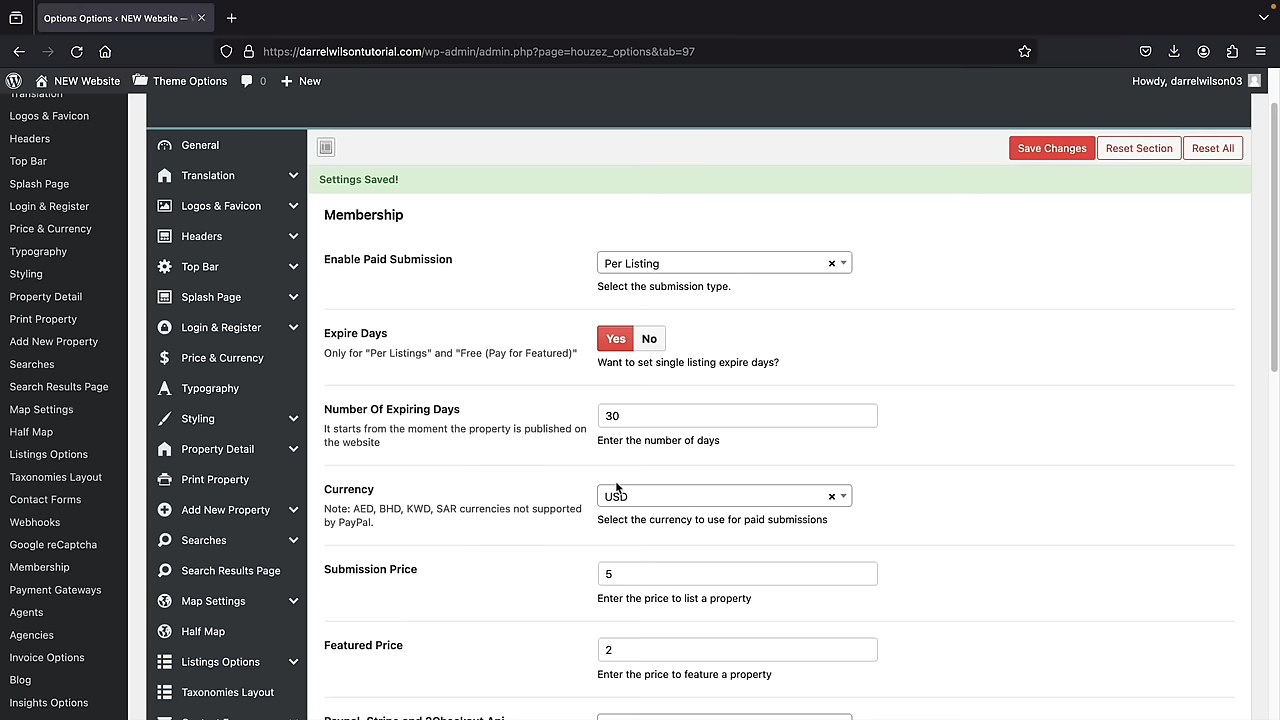 Options Options ‹ NEW Website —
https://darrelwilsontutorial.com/wp-admin/admin.php?page=houzez_options&tab=97
NEW Website
Theme Options
0
New
Howdy, darrelwilson03
Translation
Logos & Favicon
Headers
Top Bar
Splash Page
Login & Register
Price & Currency
Typography
Styling
Property Detail
Print Property
Add New Property
Searches
Search Results Page
Map Settings
Half Map
Listings Options
Taxonomies Layout
Contact Forms
Webhooks
Google reCaptcha
Membership
Payment Gateways
Agents
Agencies
Invoice Options
Blog
Insights Options
General
Translation
Logos & Favicon
Headers
Top Bar
Splash Page
Login & Register
Price & Currency
Typography
Styling
Property Detail
Print Property
Add New Property
Searches
Search Results Page
Map Settings
Half Map
Listings Options
Taxonomies Layout
Save Changes
Reset Section
Reset All
Settings Saved!
Membership
Enable Paid Submission
Per Listing
Select the submission type.
Expire Days
Only for "Per Listings" and "Free (Pay for Featured)"
Yes
No
Want to set single listing expire days?
Number Of Expiring Days
It starts from the moment the property is published on
the website
30
Enter the number of days
Currency
Note: AED, BHD, KWD, SAR currencies not supported
by PayPal.
USD
Select the currency to use for paid submissions
Submission Price
5
Enter the price to list a property
Featured Price
2
Enter the price to feature a property
Paypal, Stripe and 2Checkout Api